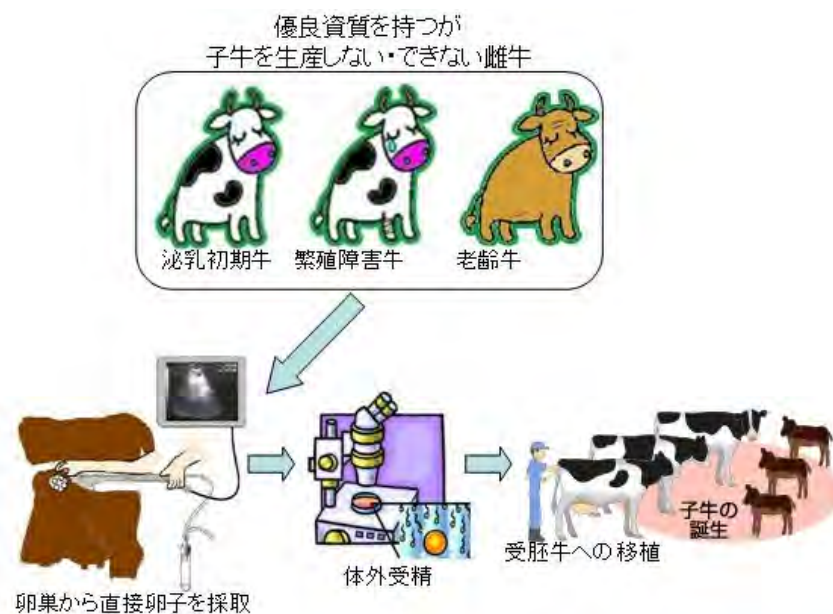 優良資質を持つが
子牛を生産しない・できない雌牛
泌乳初期牛 繁殖障害牛 老齢牛
卵巣から直接卵子を採取
体外受精
受胚牛への移植
子牛の
誕生